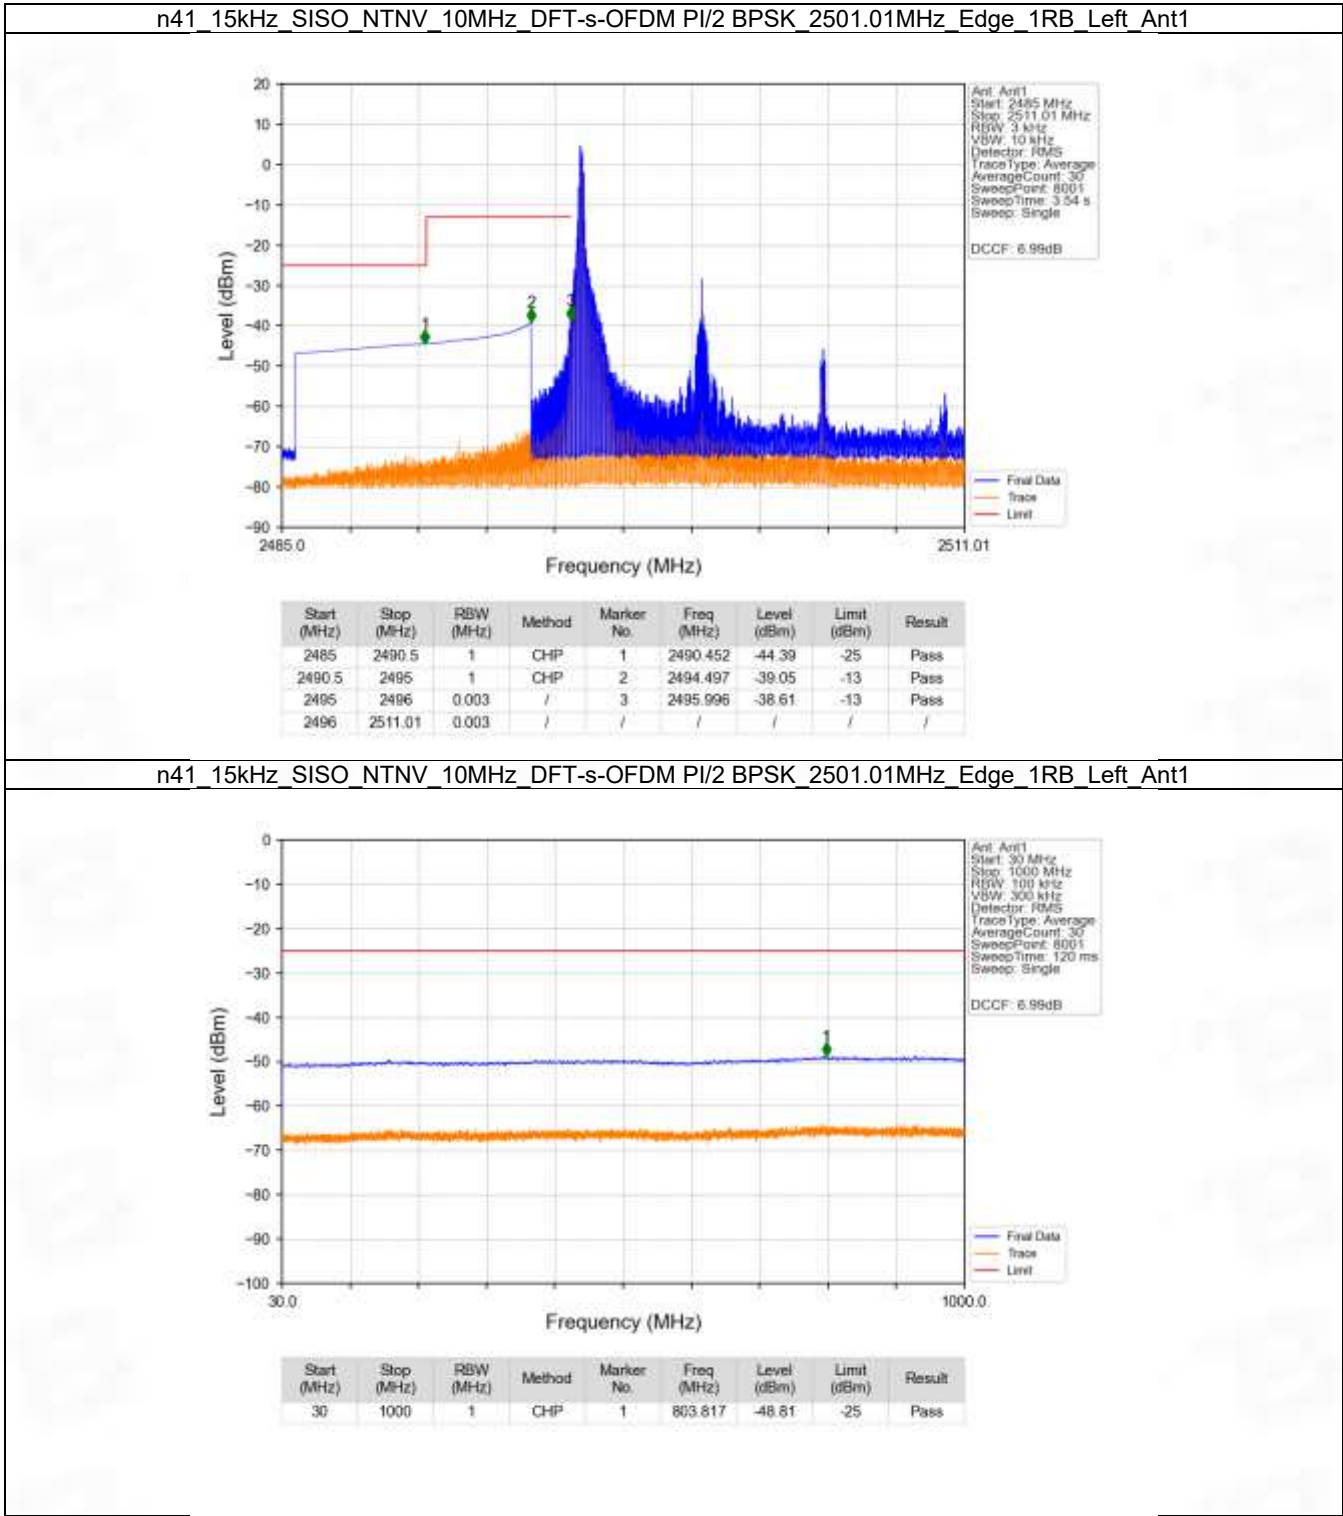 n41_15kHz_SISO_NTNV_10MHz_DFT-s-OFDM PI/2 BPSK_2501.01MHz_Edge_1RB_Left_Ant1
20
10
0
−10
−20
−30
−40
−50
−60
−70
−80
−90
Level (dBm)
1
2
3
2485.0
2511.01
Frequency (MHz)
Ant: Ant1
Start: 2485 MHz
Stop: 2511.01 MHz
RBW: 3 kHz
VBW: 10 kHz
Detector: RMS
TraceType: Average
AverageCount: 30
SweepPoint: 8001
SweepTime: 3.54 s
Sweep: Single
DCCF: 6.99dB
Final Data
Trace
Limit
Start (MHz) Stop (MHz) RBW (MHz) Method Marker No. Freq (MHz) Level (dBm) Limit (dBm) Result
2485 2490.5 1 CHP 1 2490.452 -44.39 -25 Pass
2490.5 2495 1 CHP 2 2494.497 -39.05 -13 Pass
2495 2496 0.003 / 3 2495.996 -38.61 -13 Pass
2496 2511.01 0.003 / / / / / /
n41_15kHz_SISO_NTNV_10MHz_DFT-s-OFDM PI/2 BPSK_2501.01MHz_Edge_1RB_Left_Ant1
0
−10
−20
−30
−40
−50
−60
−70
−80
−90
−100
Level (dBm)
1
30.0
1000.0
Frequency (MHz)
Ant: Ant1
Start: 30 MHz
Stop: 1000 MHz
RBW: 100 kHz
VBW: 300 kHz
Detector: RMS
TraceType: Average
AverageCount: 30
SweepPoint: 8001
SweepTime: 120 ms
Sweep: Single
DCCF: 6.99dB
Final Data
Trace
Limit
Start (MHz) Stop (MHz) RBW (MHz) Method Marker No. Freq (MHz) Level (dBm) Limit (dBm) Result
30 1000 1 CHP 1 803.817 -48.81 -25 Pass